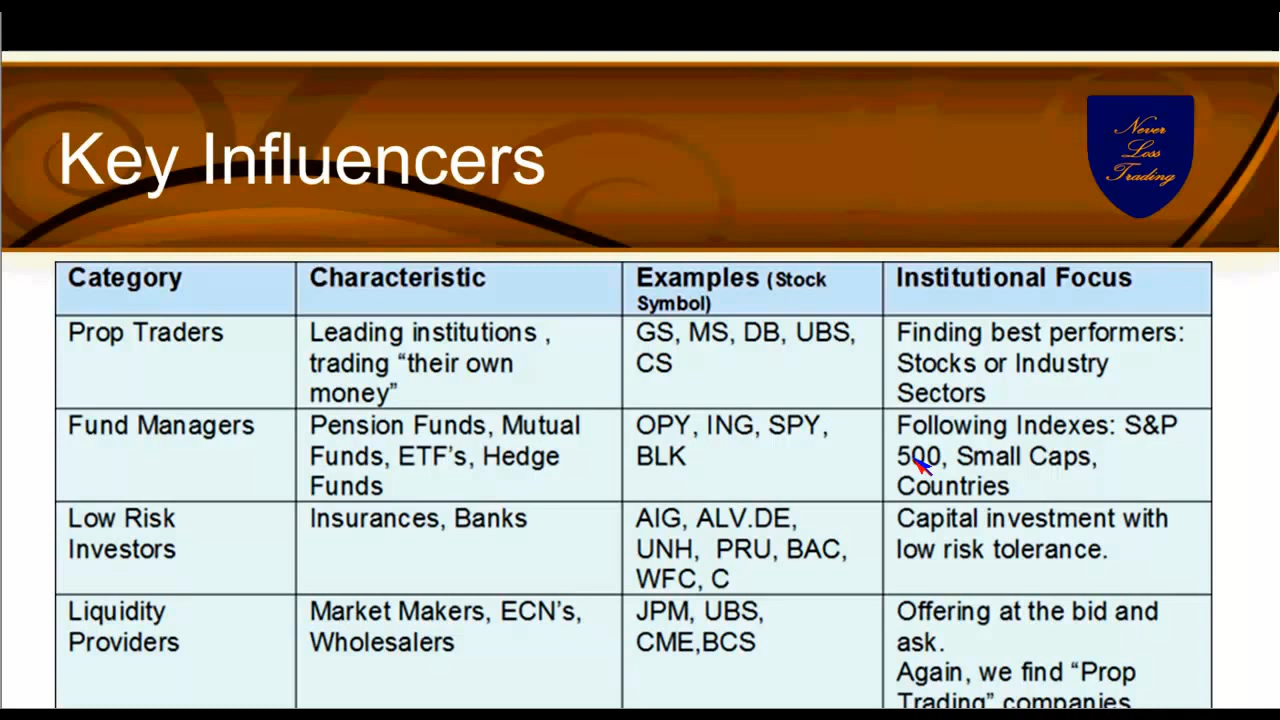 Key Influencers
Never
Loss
Trading
Category
Characteristic
Examples (Stock
Symbol)
Institutional Focus
Prop Traders
Leading institutions ,
trading “their own
money”
GS, MS, DB, UBS,
CS
Finding best performers:
Stocks or Industry
Sectors
Fund Managers
Pension Funds, Mutual
Funds, ETF’s, Hedge
Funds
OPY, ING, SPY,
BLK
Following Indexes: S&P
500, Small Caps,
Countries
Low Risk
Investors
Insurances, Banks
AIG, ALV.DE,
UNH, PRU, BAC,
WFC, C
Capital investment with
low risk tolerance.
Liquidity
Providers
Market Makers, ECN’s,
Wholesalers
JPM, UBS,
CME,BCS
Offering at the bid and
ask.
Again, we find “Prop
Trading” companies